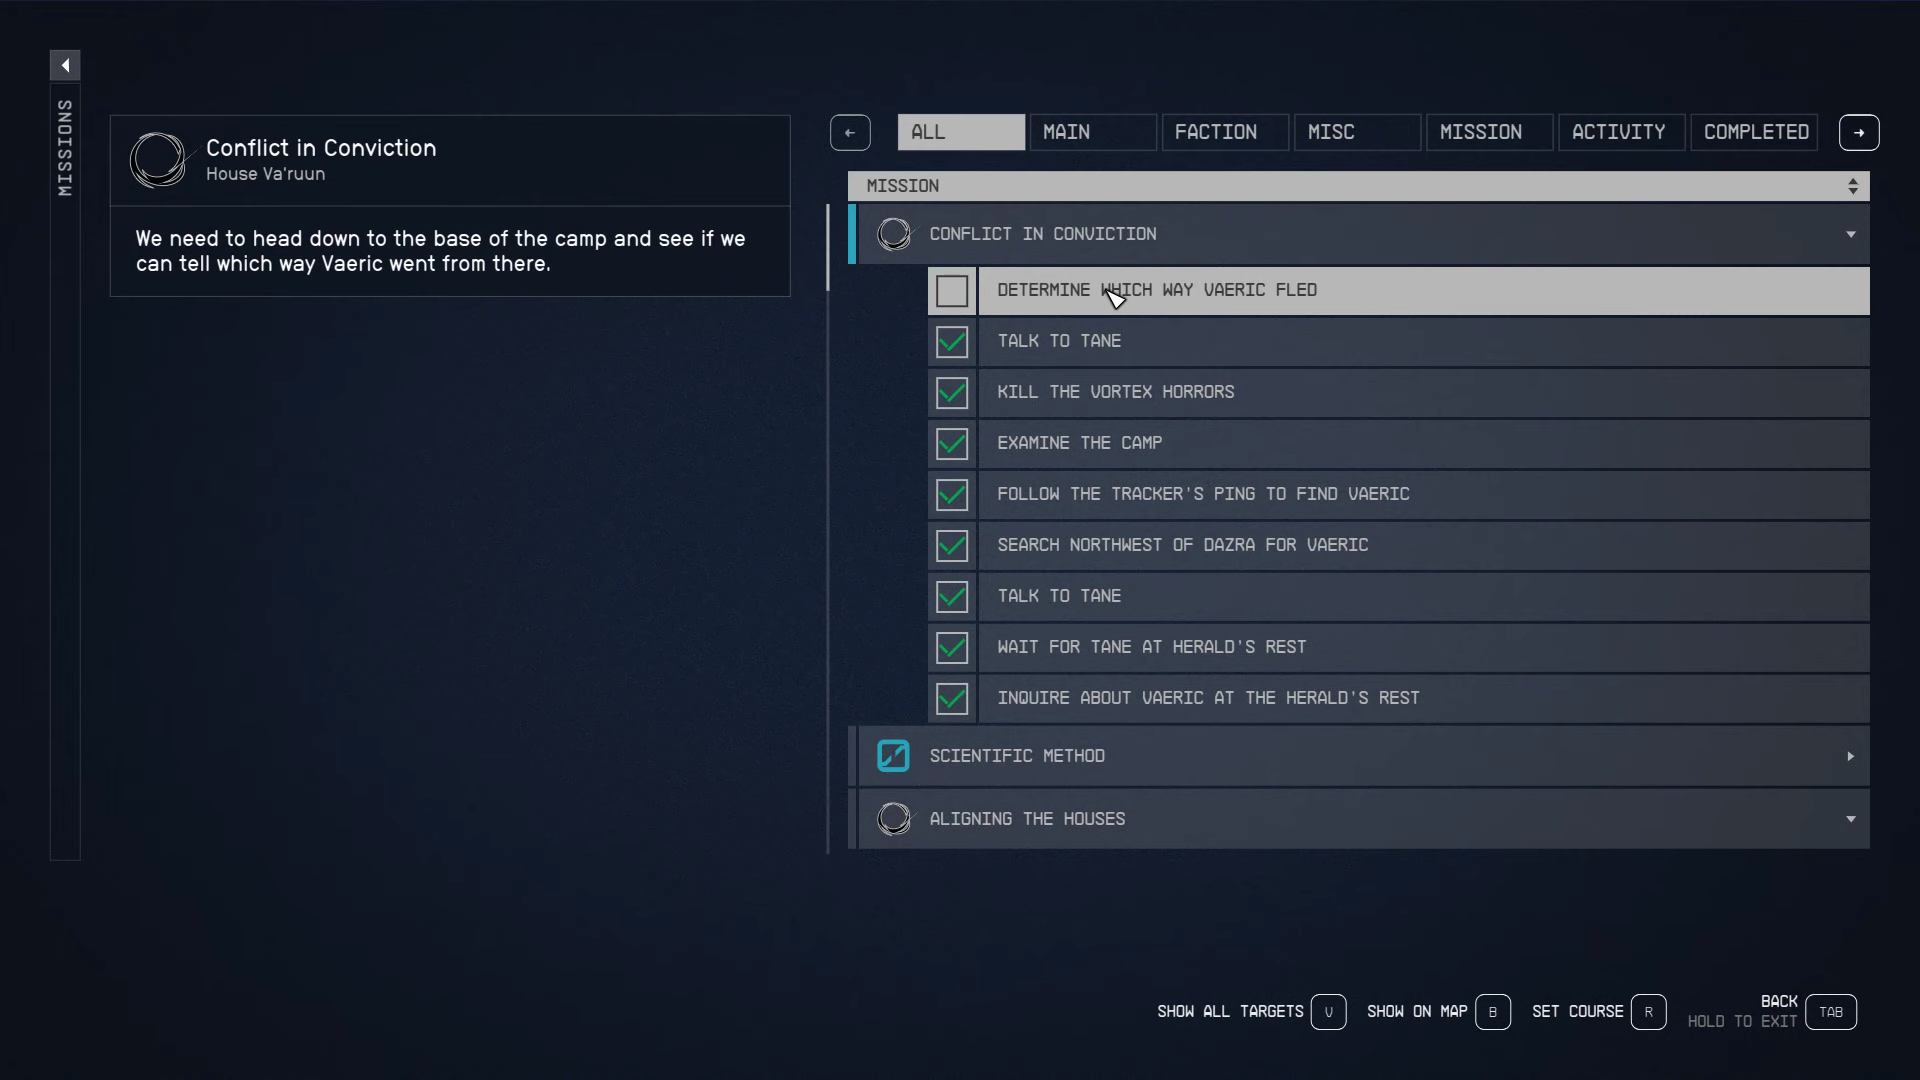 MISSIONS
Conflict in Conviction
House Va'ruun
We need to head down to the base of the camp and see if we
can tell which way Vaeric went from there.
ALL
MAIN
FACTION
MISC
MISSION
ACTIVITY
COMPLETED
MISSION
CONFLICT IN CONVICTION
DETERMINE WHICH WAY VAERIC FLED
TALK TO TANE
KILL THE VORTEX HORRORS
EXAMINE THE CAMP
FOLLOW THE TRACKER'S PING TO FIND VAERIC
SEARCH NORTHWEST OF DAZRA FOR VAERIC
TALK TO TANE
WAIT FOR TANE AT HERALD'S REST
INQUIRE ABOUT VAERIC AT THE HERALD'S REST
SCIENTIFIC METHOD
ALIGNING THE HOUSES
SHOW ALL TARGETS V
SHOW ON MAP B
SET COURSE R
BACK
HOLD TO EXIT
TAB